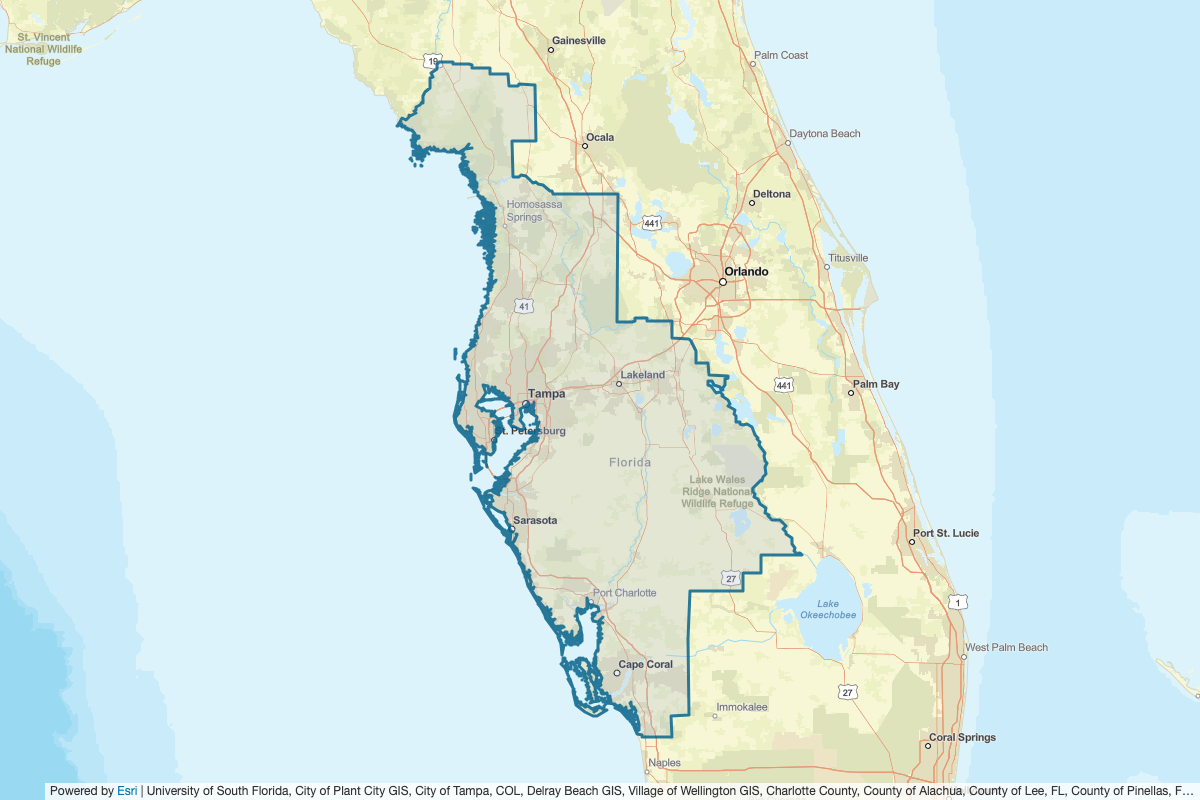 St. Vincent
National Wildlife
Refuge
19
Gainesville
Palm Coast
Ocala
Daytona Beach
Deltona
Homosassa
Springs
441
Titusville
Orlando
41
Lakeland
441
Palm Bay
Tampa
St. Petersburg
Florida
Lake Wales
Ridge National
Wildlife Refuge
Sarasota
Port St. Lucie
27
Port Charlotte
Lake
Okeechobee
1
West Palm Beach
Cape Coral
27
Immokalee
Coral Springs
Naples
Powered by Esri | University of South Florida, City of Plant City GIS, City of Tampa, COL, Delray Beach GIS, Village of Wellington GIS, Charlotte County, County of Alachua, County of Lee, FL, County of Pinellas, F...